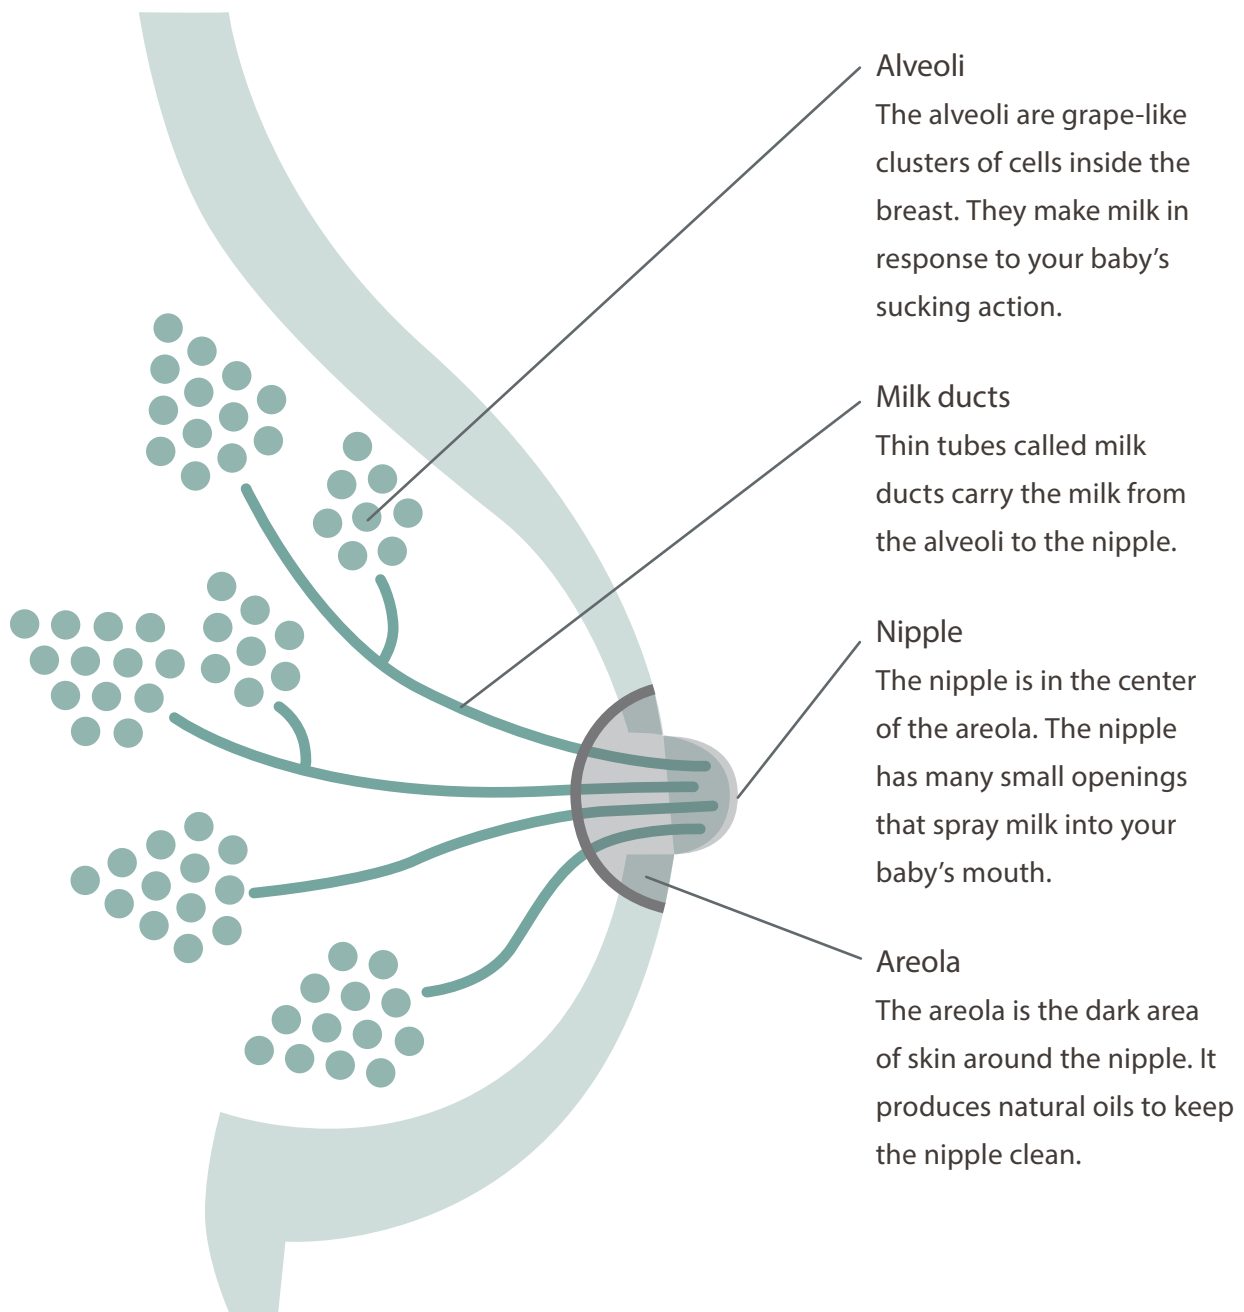 Alveoli
The alveoli are grape-like
clusters of cells inside the
breast. They make milk in
response to your baby’s
sucking action.
Milk ducts
Thin tubes called milk
ducts carry the milk from
the alveoli to the nipple.
Nipple
The nipple is in the center
of the areola. The nipple
has many small openings
that spray milk into your
baby’s mouth.
Areola
The areola is the dark area
of skin around the nipple. It
produces natural oils to keep
the nipple clean.